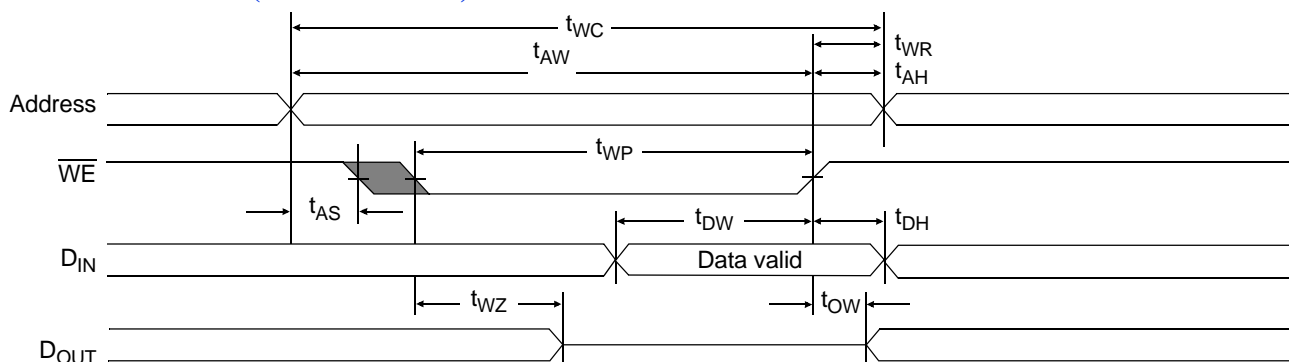 tWC
tWR
tAW
tAH
Address
tWP
WE
tAS
tDW
tDH
DIN
Data valid
tWZ
tOW
DOUT